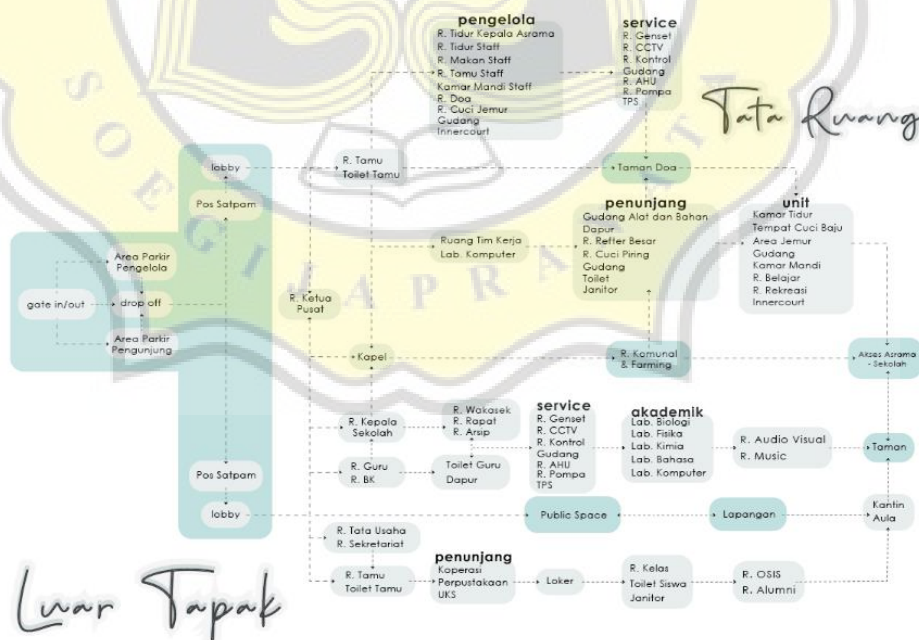 pengelola
R. Tidur Kepala Asrama
R. Tidur Staff
R. Makan Staff
R. Tamu Staff
Kamar Mandi Staff
R. Doa
R. Cuci Jemur
Gudang
Innercourt
service
R. Genset
R. CCTV
R. Kontrol
Gudang
R. AHU
R. Pompa
TPS
Tata Ruang
lobby
R. Tamu
Toilet Tamu
Taman Doa
Pos Satpam
penunjang
Gudang Alat dan Bahan
Dapur
R. Reffter Besar
R. Cuci Piring
Gudang
Toilet
Janitor
unit
Kamar Tidur
Tempat Cuci Baju
Area Jemur
Gudang
Kamar Mandi
R. Belajar
R. Rekreasi
Innercourt
Ruang Tim Kerja
Lab. Komputer
Area Parkir
Pengelola
gate in/out
drop off
R. Ketua
Pusat
Area Parkir
Pengunjung
Kapel
R. Komunal
& Farming
Akses Asrama
- Sekolah
R. Kepala
Sekolah
R. Wakasek
R. Rapat
R. Arsip
service
R. Genset
R. CCTV
R. Kontrol
Gudang
R. AHU
R. Pompa
TPS
akademik
Lab. Biologi
Lab. Fisika
Lab. Kimia
Lab. Bahasa
Lab. Komputer
R. Audio Visual
R. Music
Taman
R. Guru
R. BK
Toilet Guru
Dapur
Pos Satpam
lobby
Public Space
Lapangan
Kantin
Aula
R. Tata Usaha
R. Sekretariat
R. Tamu
Toilet Tamu
penunjang
Koperasi
Perpustakaan
UKS
Loker
R. Kelas
Toilet Siswa
Janitor
R. OSIS
R. Alumni
Luar Tapak
SOEGIJAPRANAT